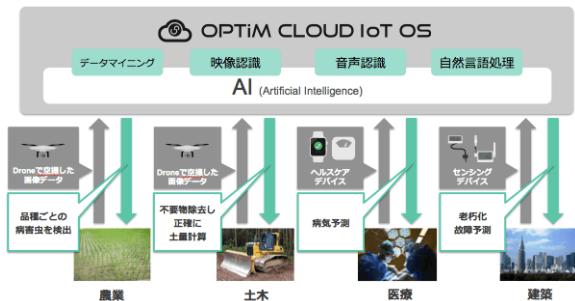 OPTiM CLOUD IoT OS
データマイニング
映像認識
音声認識
自然言語処理
AI (Artificial Intelligence)
Droneで空撮した
画像データ
Droneで空撮した
画像データ
ヘルスケア
デバイス
センシング
デバイス
品種ごとの
病害虫を検出
不要物除去し
正確に
土量計算
病気予測
老朽化
故障予測
農業
土木
医療
建築